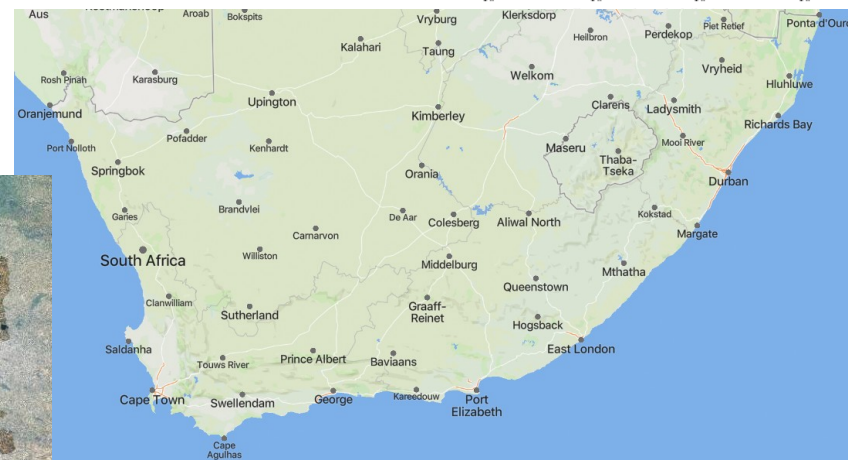 Aus
Aroab
Bokspits
Vryburg
Klerksdorp
Heilbron
Perdekop
Piet Retief
Kalahari
Taung
Welkom
Vryheid
Rosh Pinah
Karasburg
Hluhluwe
Upington
Clarens
Ladysmith
Oranjemund
Kimberley
Richards Bay
Pofadder
Port Nolloth
Kenhardt
Maseru
Mooi River
Springbok
Orania
Thaba-
Tseka
Durban
Garies
Brandvlei
De Aar
Colesberg
Aliwal North
Kokstad
Carnarvon
Margate
South Africa
Williston
Middelburg
Mthatha
Queenstown
Clanwilliam
Sutherland
Graaff-
Reinet
Hogsback
Saldanha
Touws River
Prince Albert
Baviaans
East London
Cape Town
Swellendam
George
Kareedouw
Port
Elizabeth
Cape
Agulhas